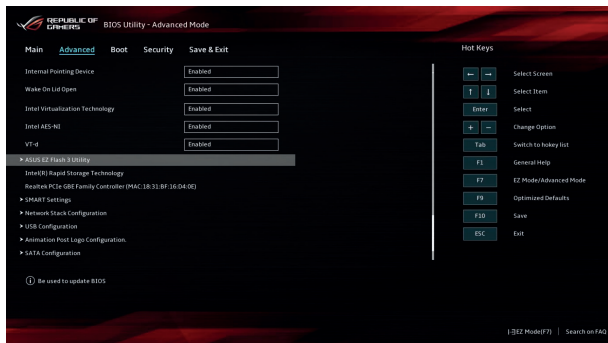 REPUBLIC OF GAMERS
BIOS Utility - Advanced Mode
Main Advanced Boot Security Save & Exit
Hot Keys
Internal Pointing Device Enabled
Wake On Lid Open Enabled
Intel Virtualization Technology Enabled
Intel AES-NI Enabled
VT-d Enabled
ASUS EZ Flash 3 Utility
Intel(R) Rapid Storage Technology
Realtek PCIe GBE Family Controller (MAC:18:31:BF:16:D4:0E)
SMART Settings
Network Stack Configuration
USB Configuration
Animation Post Logo Configuration.
SATA Configuration
← → Select Screen
↑ ↓ Select Item
Enter Select
+ − Change Option
Tab Switch to hokey list
F1 General Help
F7 EZ Mode/Advanced Mode
F9 Optimized Defaults
F10 Save
ESC Exit
Be used to update BIOS
EZ Mode(F7) | Search on FAQ